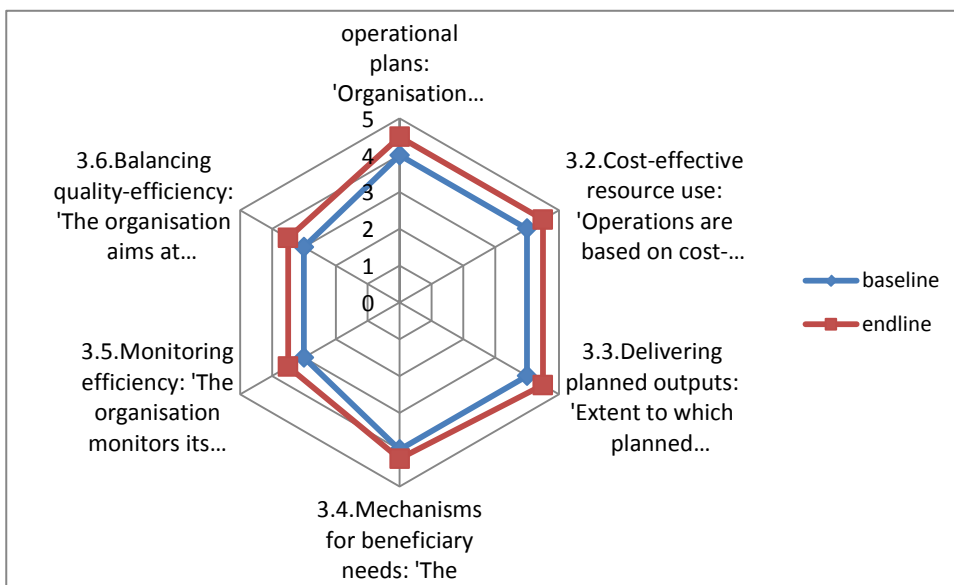 operational
plans:
'Organisation...
5
4
3
2
1
0
3.2.Cost-effective
resource use:
'Operations are
based on cost-...
3.3.Delivering
planned outputs:
'Extent to which
planned...
3.4.Mechanisms
for beneficiary
needs: 'The
3.5.Monitoring
efficiency: 'The
organisation
monitors its...
3.6.Balancing
quality-efficiency:
'The organisation
aims at...
baseline
endline